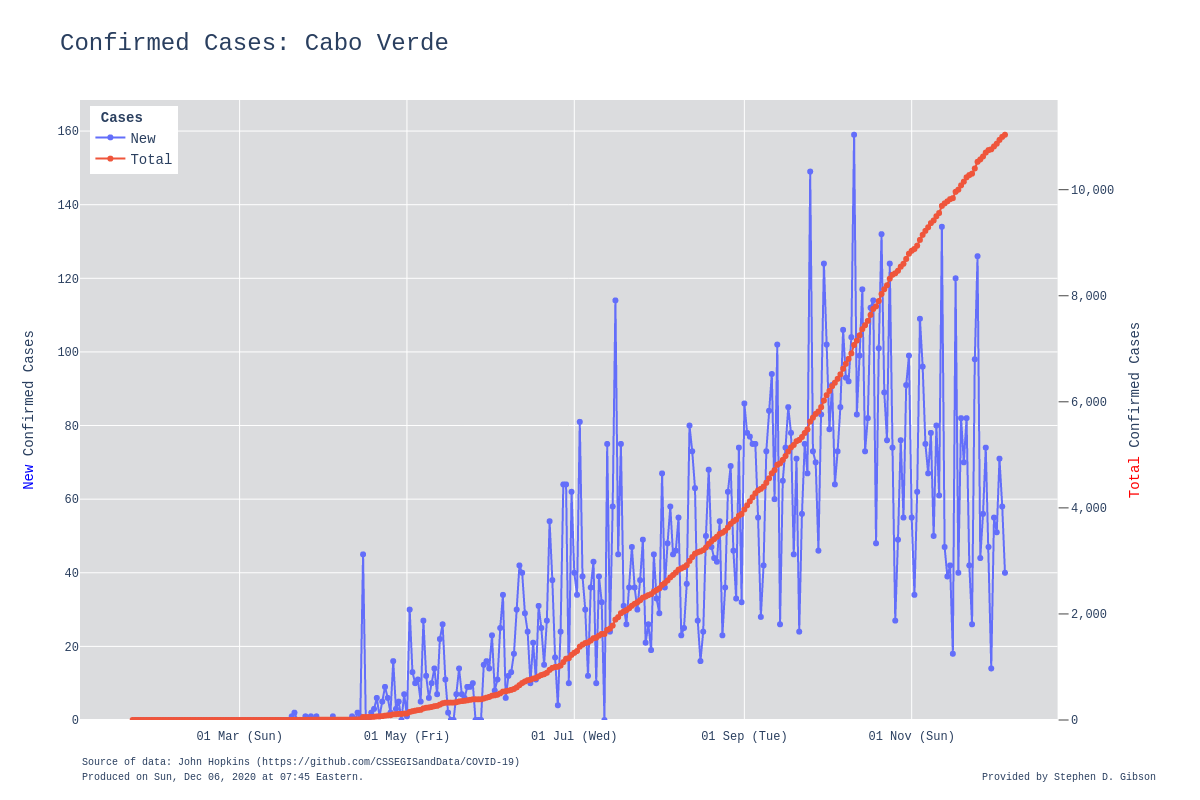 Confirmed Cases: Cabo Verde
Cases
New
Total
160
140
120
100
80
60
40
20
0
10,000
8,000
6,000
4,000
2,000
0
New Confirmed Cases
Total Confirmed Cases
01 Mar (Sun) 01 May (Fri) 01 Jul (Wed) 01 Sep (Tue) 01 Nov (Sun)
Source of data: John Hopkins (https://github.com/CSSEGISandData/COVID-19)
Produced on Sun, Dec 06, 2020 at 07:45 Eastern.
Provided by Stephen D. Gibson